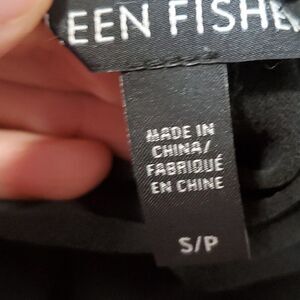 EEN FISHE
MADE IN
CHINA/
FABRIQUÉ
EN CHINE
S/P